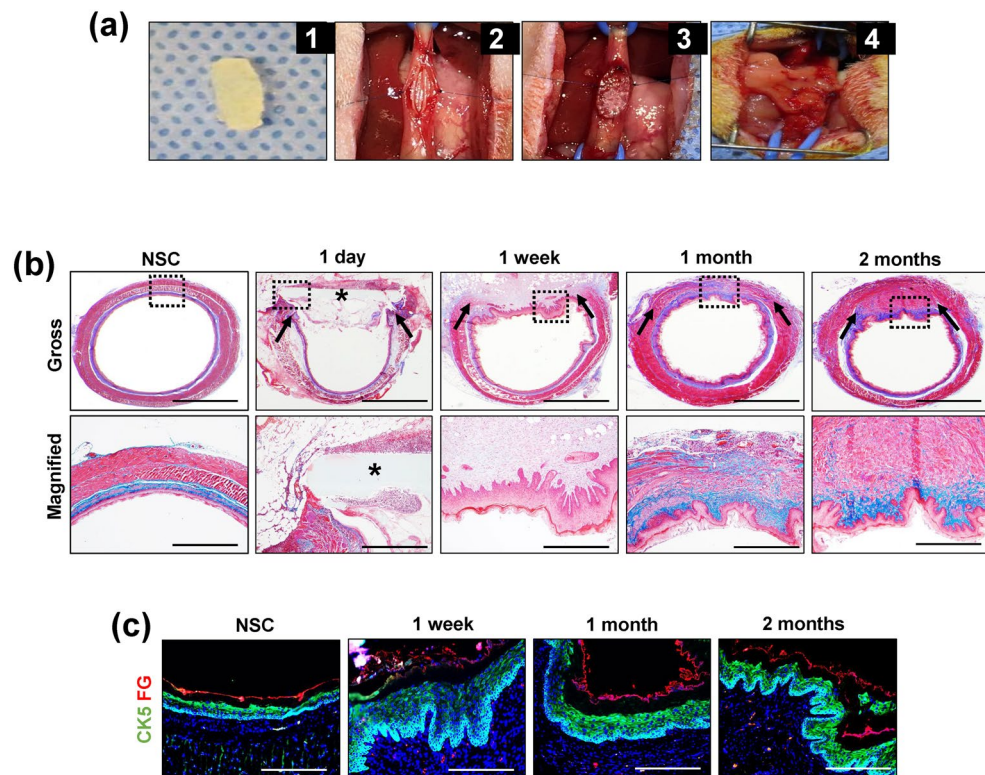 (a)
1
2
3
4
(b)
NSC
1 day
1 week
1 month
2 months
Gross
*
Magnified
*
(c)
NSC
1 week
1 month
2 months
CK5 FG